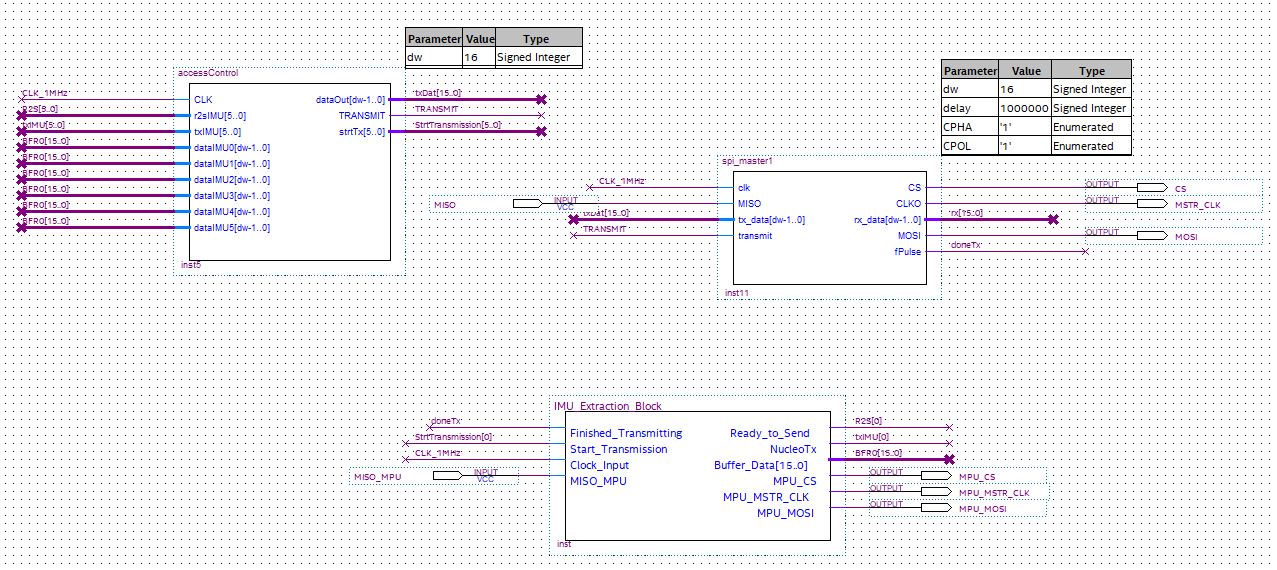 Parameter Value Type
dw 16 Signed Integer
accessControl
CLK_1MHz
R2S[5..0]
txIMU[5..0]
BFR0[15..0]
BFR0[15..0]
BFR0[15..0]
BFR0[15..0]
BFR0[15..0]
BFR0[15..0]
CLK
r2sIMU[5..0]
txIMU[5..0]
dataIMU0[dw-1..0]
dataIMU1[dw-1..0]
dataIMU2[dw-1..0]
dataIMU3[dw-1..0]
dataIMU4[dw-1..0]
dataIMU5[dw-1..0]
dataOut[dw-1..0]
TRANSMIT
strtTx[5..0]
txDat[15..0]
TRANSMIT
StrtTransmission[5..0]
inst5
Parameter Value Type
dw 16 Signed Integer
delay 1000000 Signed Integer
CPHA '1' Enumerated
CPOL '1' Enumerated
spi_master1
CLK_1MHz
MISO
INPUT
VCC
txDat[15..0]
TRANSMIT
clk
MISO
tx_data[dw-1..0]
transmit
CS
CLKO
rx_data[dw-1..0]
MOSI
fPulse
OUTPUT
CS
OUTPUT
MSTR_CLK
rx[15..0]
OUTPUT
MOSI
doneTx
inst11
IMU_Extraction_Block
doneTx
StrtTransmission[0]
CLK_1MHz
MISO_MPU
INPUT
VCC
Finished_Transmitting
Start_Transmission
Clock_Input
MISO_MPU
Ready_to_Send
NucleoTx
Buffer_Data[15..0]
MPU_CS
MPU_MSTR_CLK
MPU_MOSI
R2S[0]
txIMU[0]
BFR0[15..0]
OUTPUT
MPU_CS
OUTPUT
MPU_MSTR_CLK
OUTPUT
MPU_MOSI
inst